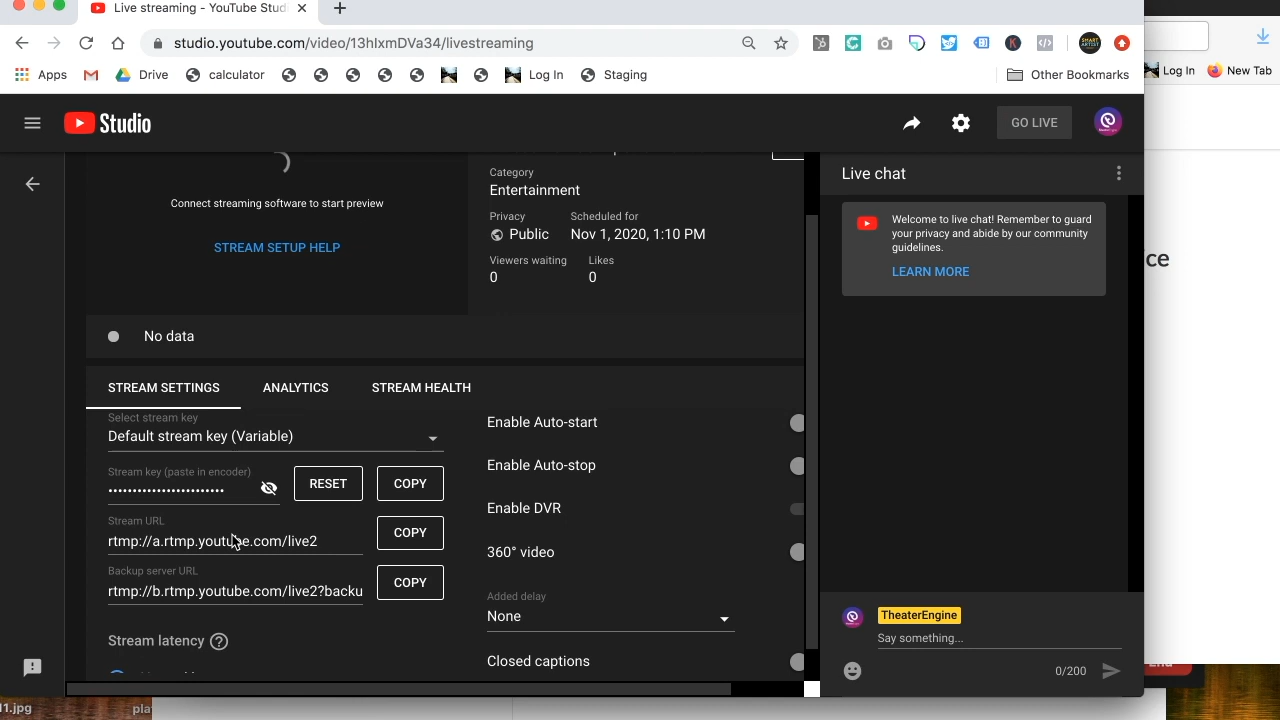 Live streaming - YouTube Studi
studio.youtube.com/video/13hIxmDVa34/livestreaming
Apps
Drive
calculator
Log In
Staging
Other Bookmarks
Log In
New Tab
Studio
GO LIVE
Connect streaming software to start preview
STREAM SETUP HELP
Category
Entertainment
Privacy
Scheduled for
Public
Nov 1, 2020, 1:10 PM
Viewers waiting
Likes
0
0
No data
STREAM SETTINGS
ANALYTICS
STREAM HEALTH
Select stream key
Default stream key (Variable)
Stream key (paste in encoder)
••••••••••••••••••••••••
RESET
COPY
Stream URL
rtmp://a.rtmp.youtube.com/live2
COPY
Backup server URL
rtmp://b.rtmp.youtube.com/live2?backu
COPY
Stream latency
Enable Auto-start
Enable Auto-stop
Enable DVR
360° video
Added delay
None
Closed captions
Live chat
Welcome to live chat! Remember to guard
your privacy and abide by our community
guidelines.
LEARN MORE
TheaterEngine
Say something...
0/200
ice
End
11.jpg
pla